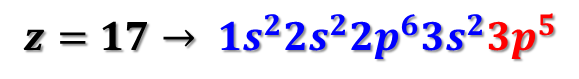 z = 17 → 1s²2s²2p⁶3s²3p⁵